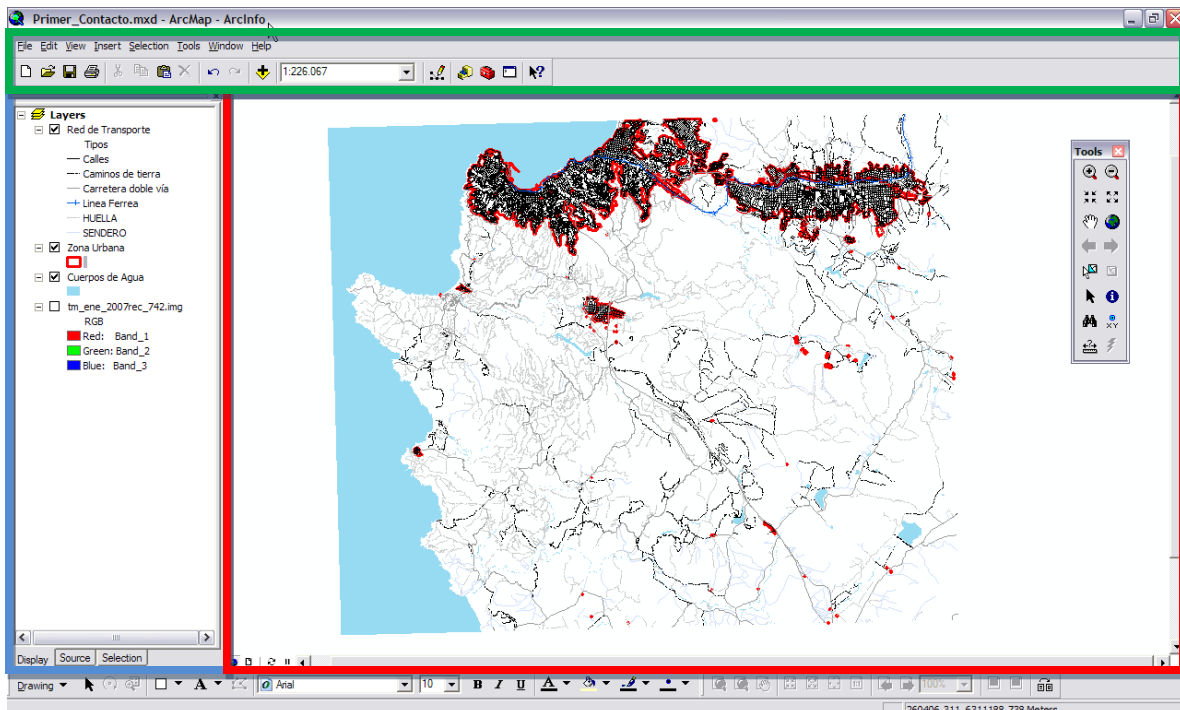 Primer_Contacto.mxd - ArcMap - ArcInfo
File Edit View Insert Selection Tools Window Help
1:226.067
Layers
Red de Transporte
Tipos
Calles
Caminos de tierra
Carretera doble vía
Linea Ferrea
HUELLA
SENDERO
Zona Urbana
Cuerpos de Agua
tm_ene_2007rec_742.img
RGB
Red: Band_1
Green: Band_2
Blue: Band_3
Tools
XY
Display Source Selection
Drawing A Arial 10 B I U A 100%